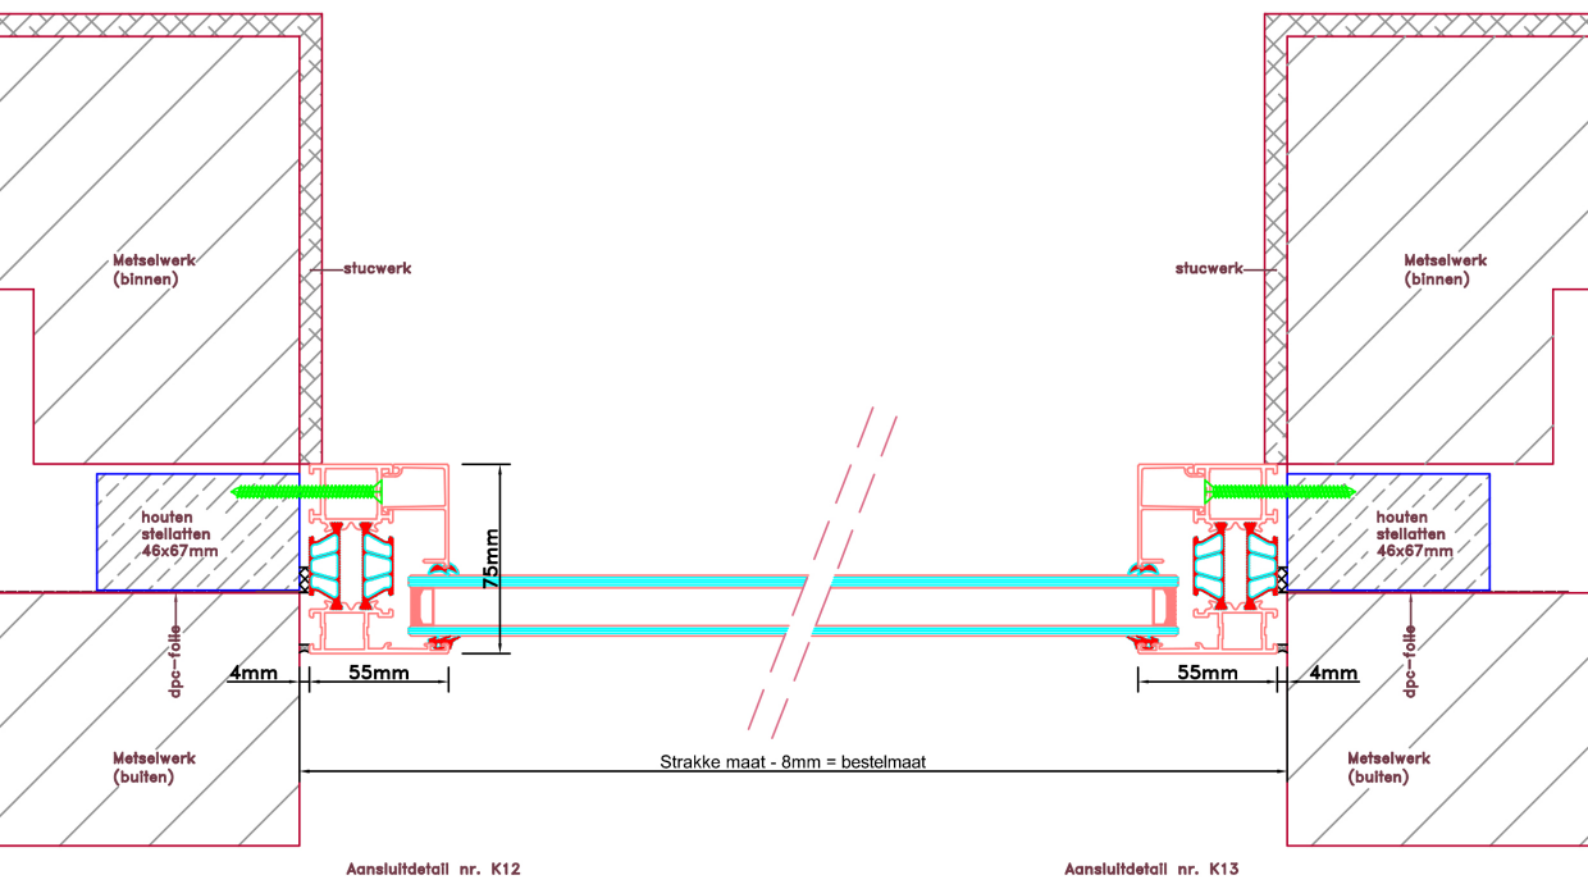 Metselwerk
(binnen)
stucwerk
stucwerk
Metselwerk
(binnen)
houten
stellatten
46x67mm
75mm
houten
stellatten
46x67mm
dpc-folie
dpc-folie
4mm
55mm
55mm
4mm
Metselwerk
(buiten)
Strakke maat - 8mm = bestelmaat
Metselwerk
(buiten)
Aansluitdetail nr. K12
Aansluitdetail nr. K13